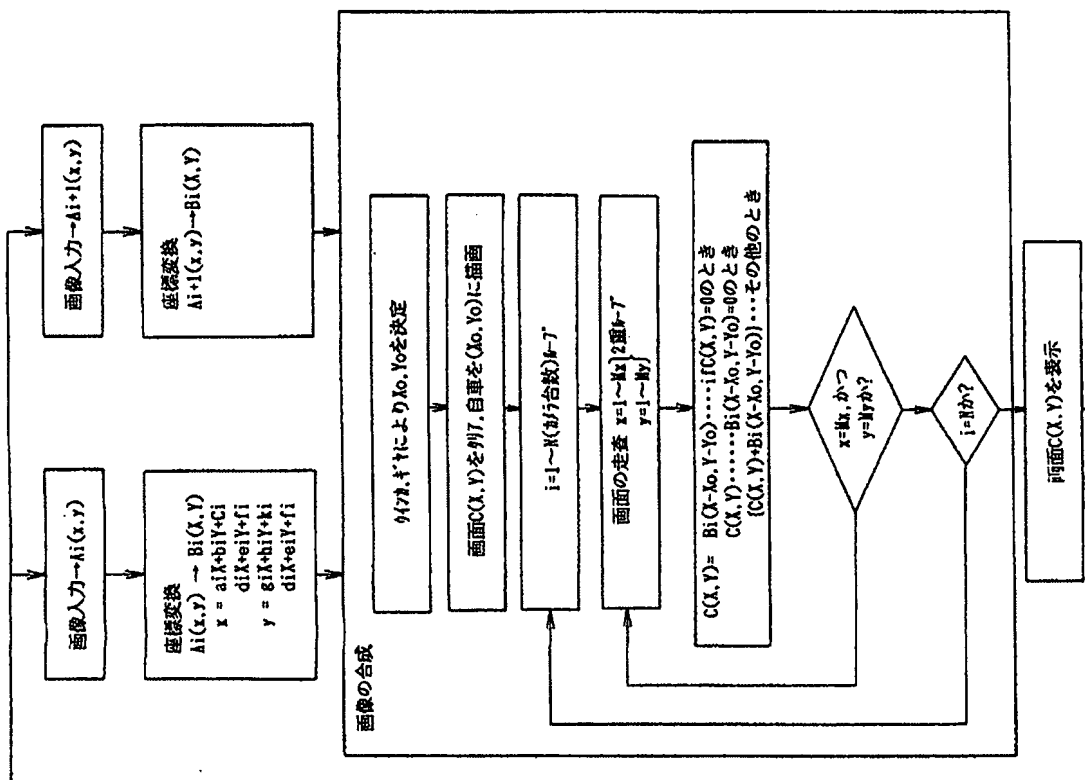 画像入力→Ai(x,y)
画像入力→Ai+1(x,y)
座標変換
Ai(x,y) → Bi(X,Y)
x = aiX+biY+Ci
diX+eiY+fi
y = giX+hiY+ki
diX+eiY+fi
座標変換
Ai+1(x,y)→Bi(X,Y)
画像の合成
ウインカ,ギヤによりXo,Yoを決定
画面C(X,Y)をクリア,自車を(Xo,Yo)に描画
i=1～N(カメラ台数)ループ
画面の走査 x=1～Mx}2重ループ
y=1～My
C(X,Y)= Bi(X-Xo,Y-Yo)····ifC(X,Y)=0のとき
C(X,Y)······Bi(X-Xo,Y-Yo)=0のとき
{C(X,Y)+Bi(X-Xo,Y-Yo)}···その他のとき
x=Mx,かつ
y=Myか?
i=Nか?
画面C(X,Y)を表示